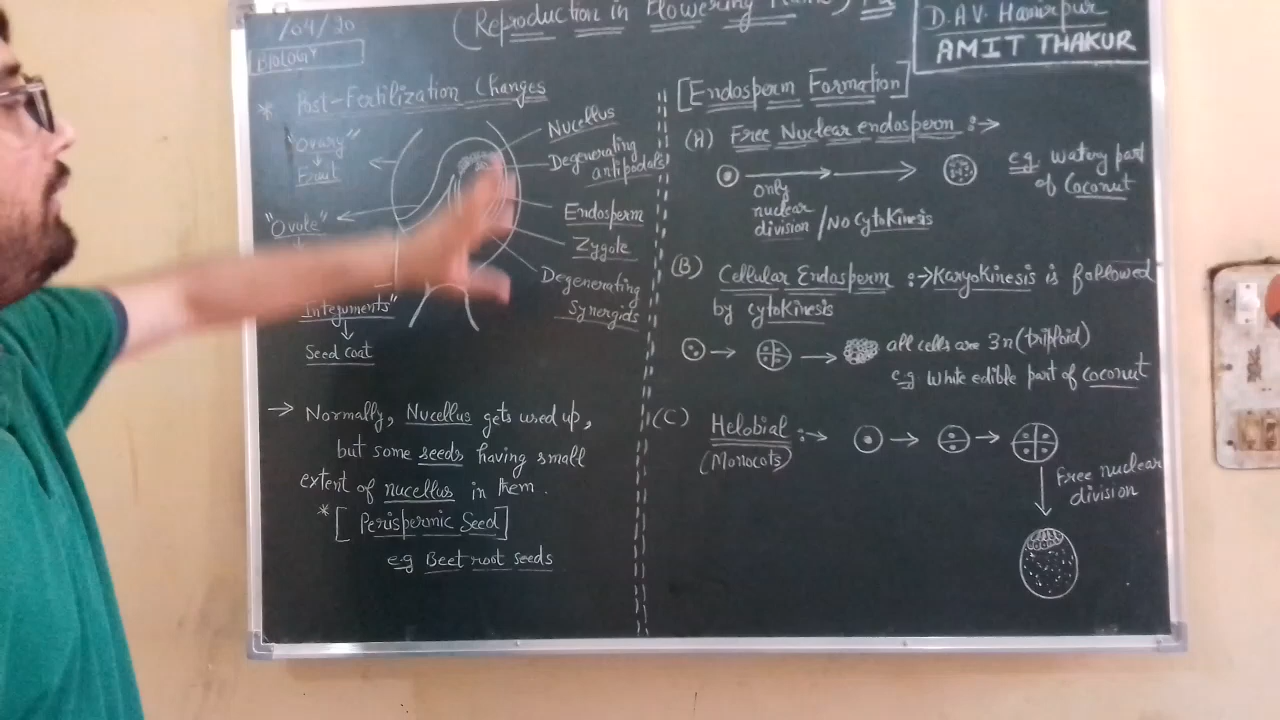 /04/20
(Reproduction in Flowering
D.A.V. Hamirpur
BIOLOGY
AMIT THAKUR
* Post-Fertilization Changes
"Ovary"
Fruit
"Ovule"
Integuments"
Seed coat
Nucellus
Degenerating
antipodals
Endosperm
Zygote
Degenerating
Synergids
→ Normally, Nucellus gets used up,
but some seeds having small
extent of nucellus in them.
* [Perispermic Seed]
e.g Beet root seeds
[Endosperm Formation]
(A) Free Nuclear endosperm :→
only
nuclear
division / No Cytokinesis
e.g. watery part
of Coconut
(B) Cellular Endosperm :→ Karyokinesis is followed
by cytokinesis
all cells are 3n (triploid)
e.g White edible part of Coconut
(C) Helobial :→
(Monocots)
Free nuclear
division